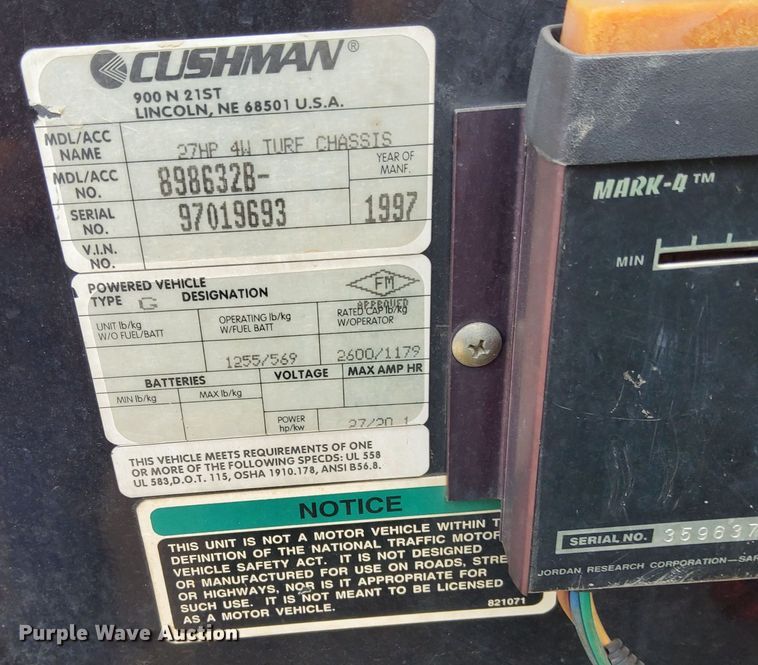 CUSHMAN®
900 N 21ST
LINCOLN, NE 68501 U.S.A.
MDL/ACC
NAME
27HP 4W TURF CHASSIS
MDL/ACC
NO.
898632B-
YEAR OF
MANF.
SERIAL
NO.
97019693
1997
V.I.N.
NO.
POWERED VEHICLE
TYPE G DESIGNATION
FM
APPROVED
UNIT lb/kg
W/O FUEL/BATT
OPERATING lb/kg
W/FUEL BATT
RATED CAP lb/kg
W/OPERATOR
1255/569
2600/1179
BATTERIES
VOLTAGE
MAX AMP HR
MIN lb/kg
MAX lb/kg
POWER
hp/kw
27/20.1
THIS VEHICLE MEETS REQUIREMENTS OF ONE
OR MORE OF THE FOLLOWING SPECDS: UL 558
UL 583,D.O.T. 115, OSHA 1910.178, ANSI B56.8.
NOTICE
THIS UNIT IS NOT A MOTOR VEHICLE WITHIN
DEFINITION OF THE NATIONAL TRAFFIC MOTOR
VEHICLE SAFETY ACT. IT IS NOT DESIGNED
OR MANUFACTURED FOR USE ON ROADS, STRE
OR HIGHWAYS, NOR IS IT APPROPRIATE FOR
SUCH USE. IT IS NOT MEANT TO BE LICENSED
AS A MOTOR VEHICLE.
821071
MARK-4™
MIN
SERIAL NO. 359637
JORDAN RESEARCH CORPORATION-SAR
Purple Wave Auction